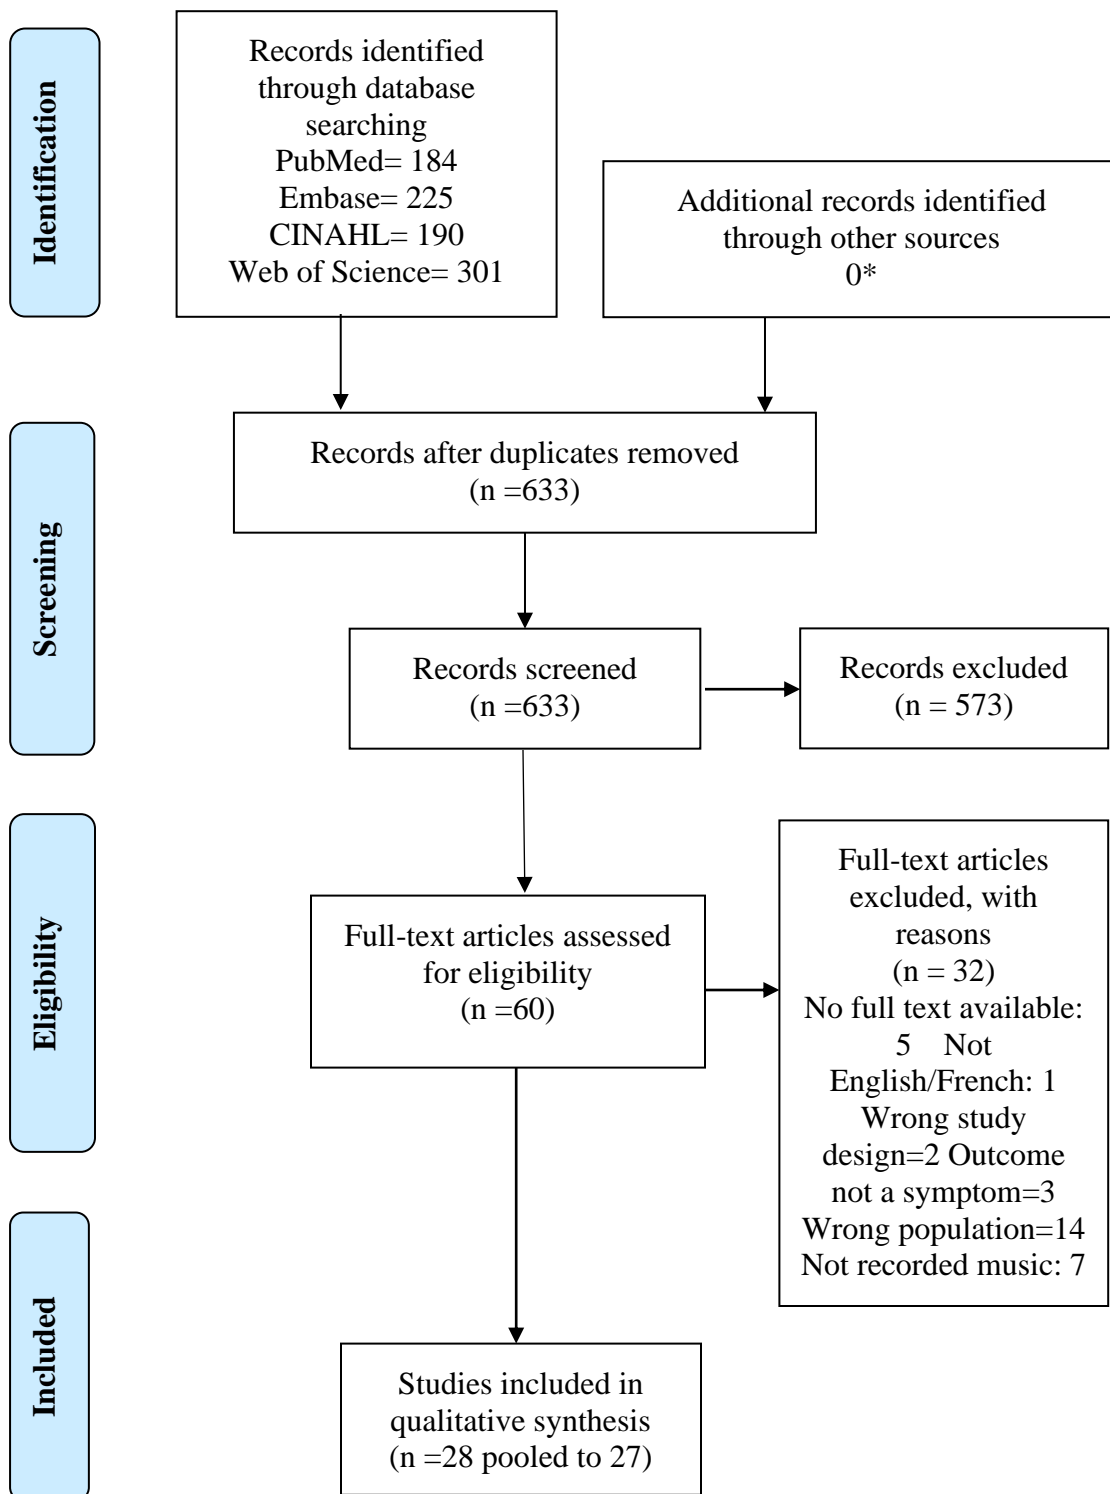 Identification
Records identified
through database
searching
PubMed= 184
Embase= 225
CINAHL= 190
Web of Science= 301
Additional records identified
through other sources
0*
Screening
Records after duplicates removed
(n =633)
Records screened
(n =633)
Records excluded
(n = 573)
Eligibility
Full-text articles assessed
for eligibility
(n =60)
Full-text articles
excluded, with
reasons
(n = 32)
No full text available:
5    Not
English/French: 1
Wrong study
design=2 Outcome
not a symptom=3
Wrong population=14
Not recorded music: 7
Included
Studies included in
qualitative synthesis
(n =28 pooled to 27)